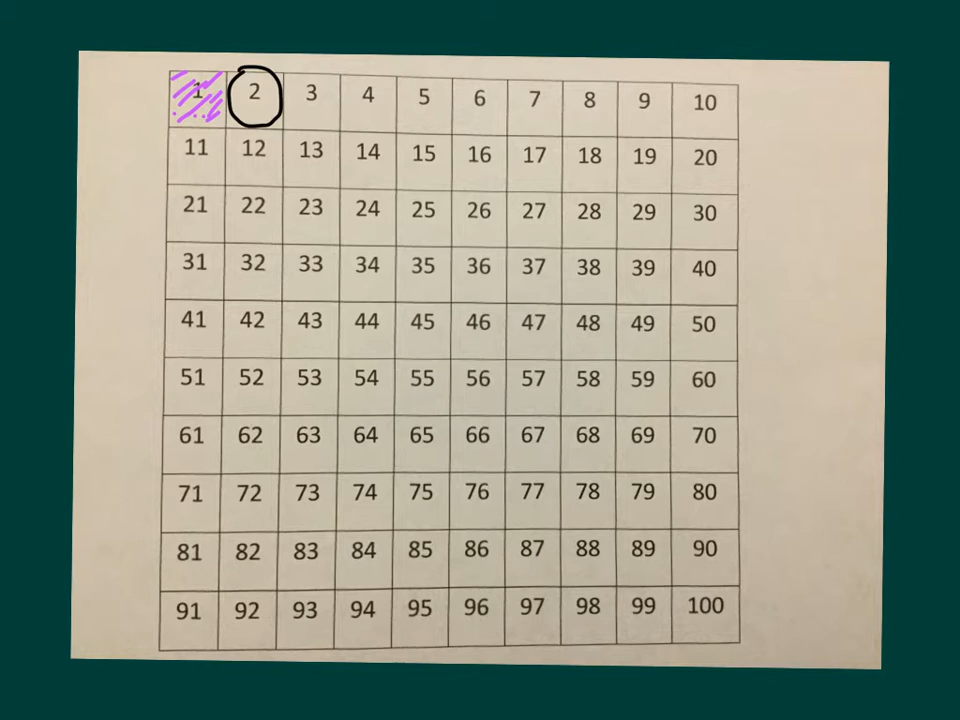 1 2 3 4 5 6 7 8 9 10
11 12 13 14 15 16 17 18 19 20
21 22 23 24 25 26 27 28 29 30
31 32 33 34 35 36 37 38 39 40
41 42 43 44 45 46 47 48 49 50
51 52 53 54 55 56 57 58 59 60
61 62 63 64 65 66 67 68 69 70
71 72 73 74 75 76 77 78 79 80
81 82 83 84 85 86 87 88 89 90
91 92 93 94 95 96 97 98 99 100